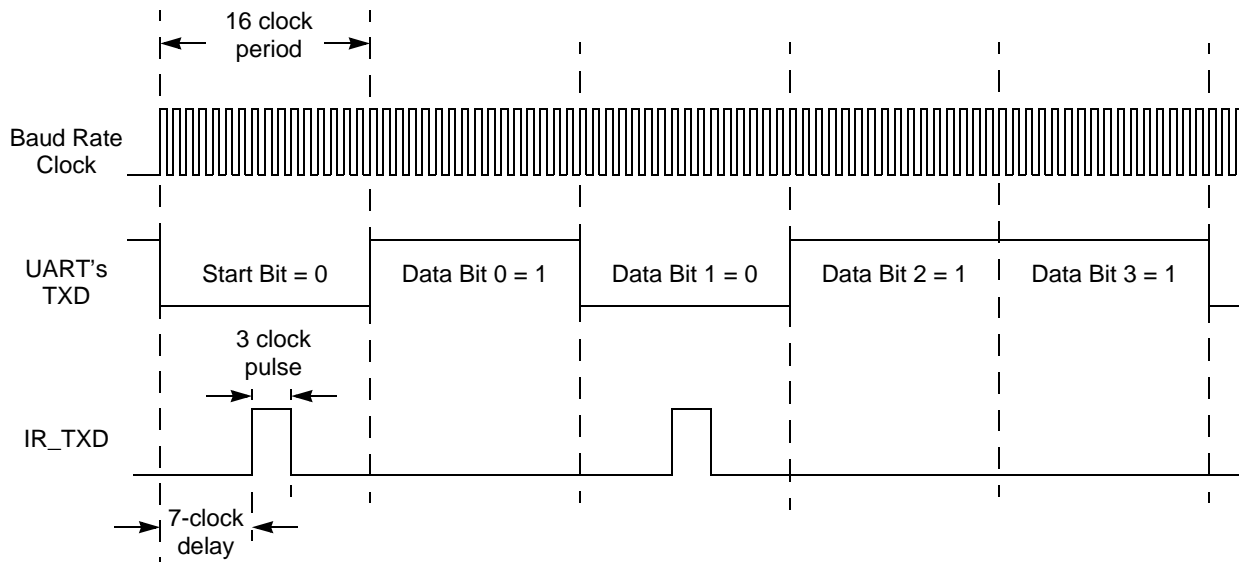 16 clock
period
Baud Rate
Clock
UART's
TXD
Start Bit = 0
Data Bit 0 = 1
Data Bit 1 = 0
Data Bit 2 = 1
Data Bit 3 = 1
3 clock
pulse
IR_TXD
7-clock
delay